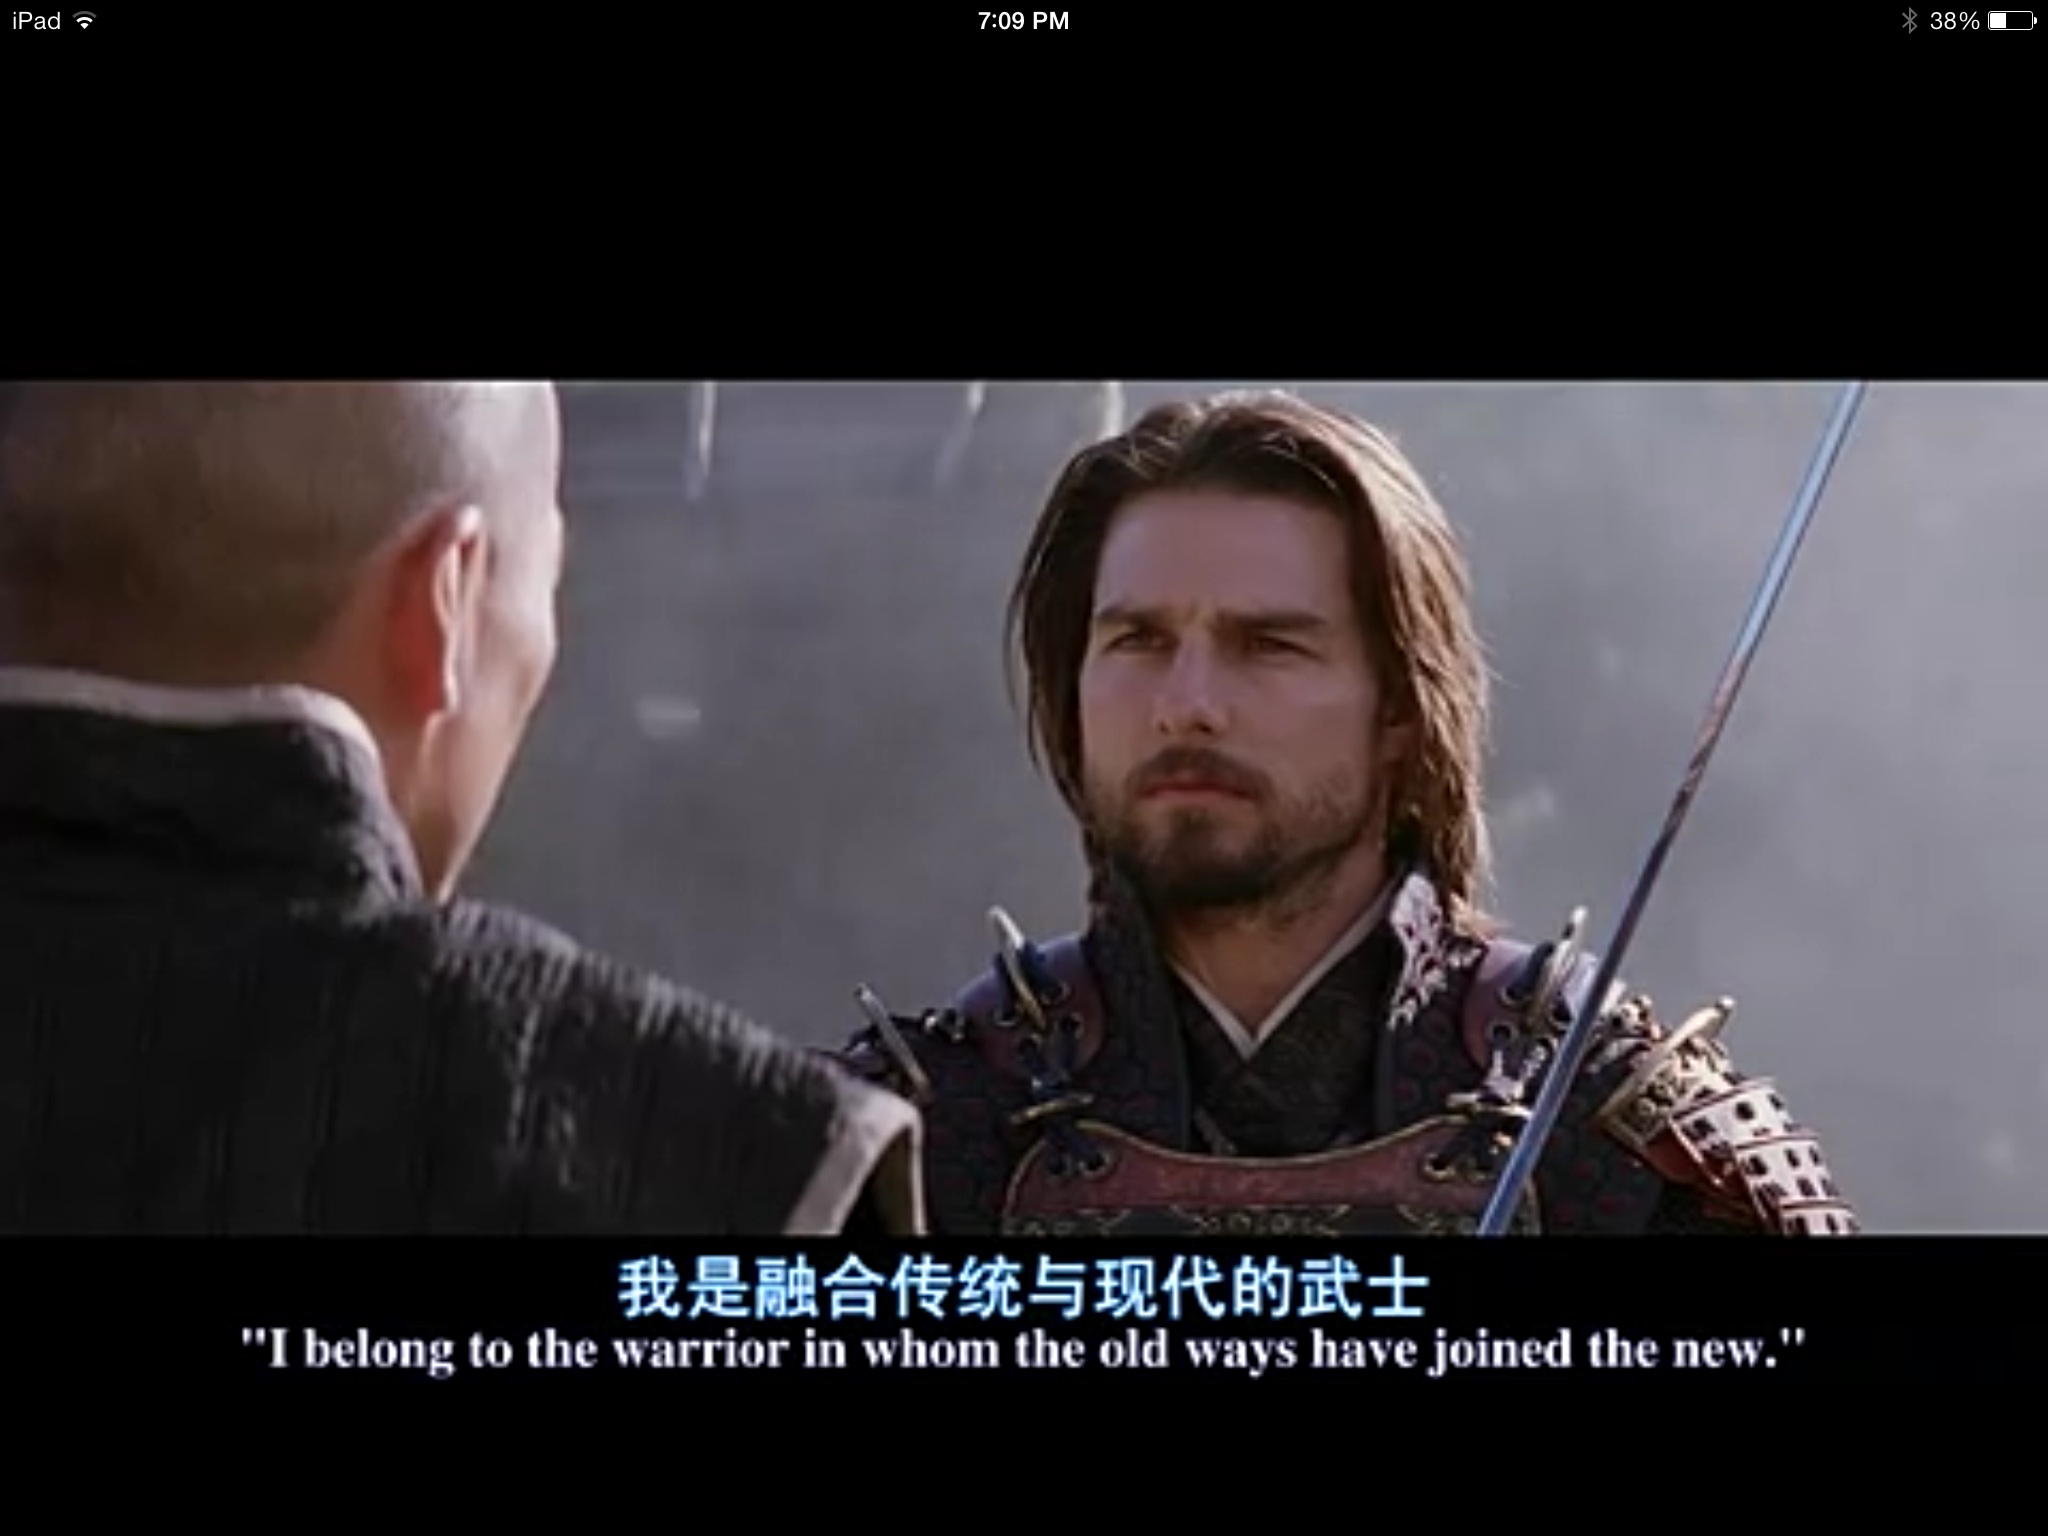 iPad 7:09 PM 38%
我是融合传统与现代的武士
"I belong to the warrior in whom the old ways have joined the new."